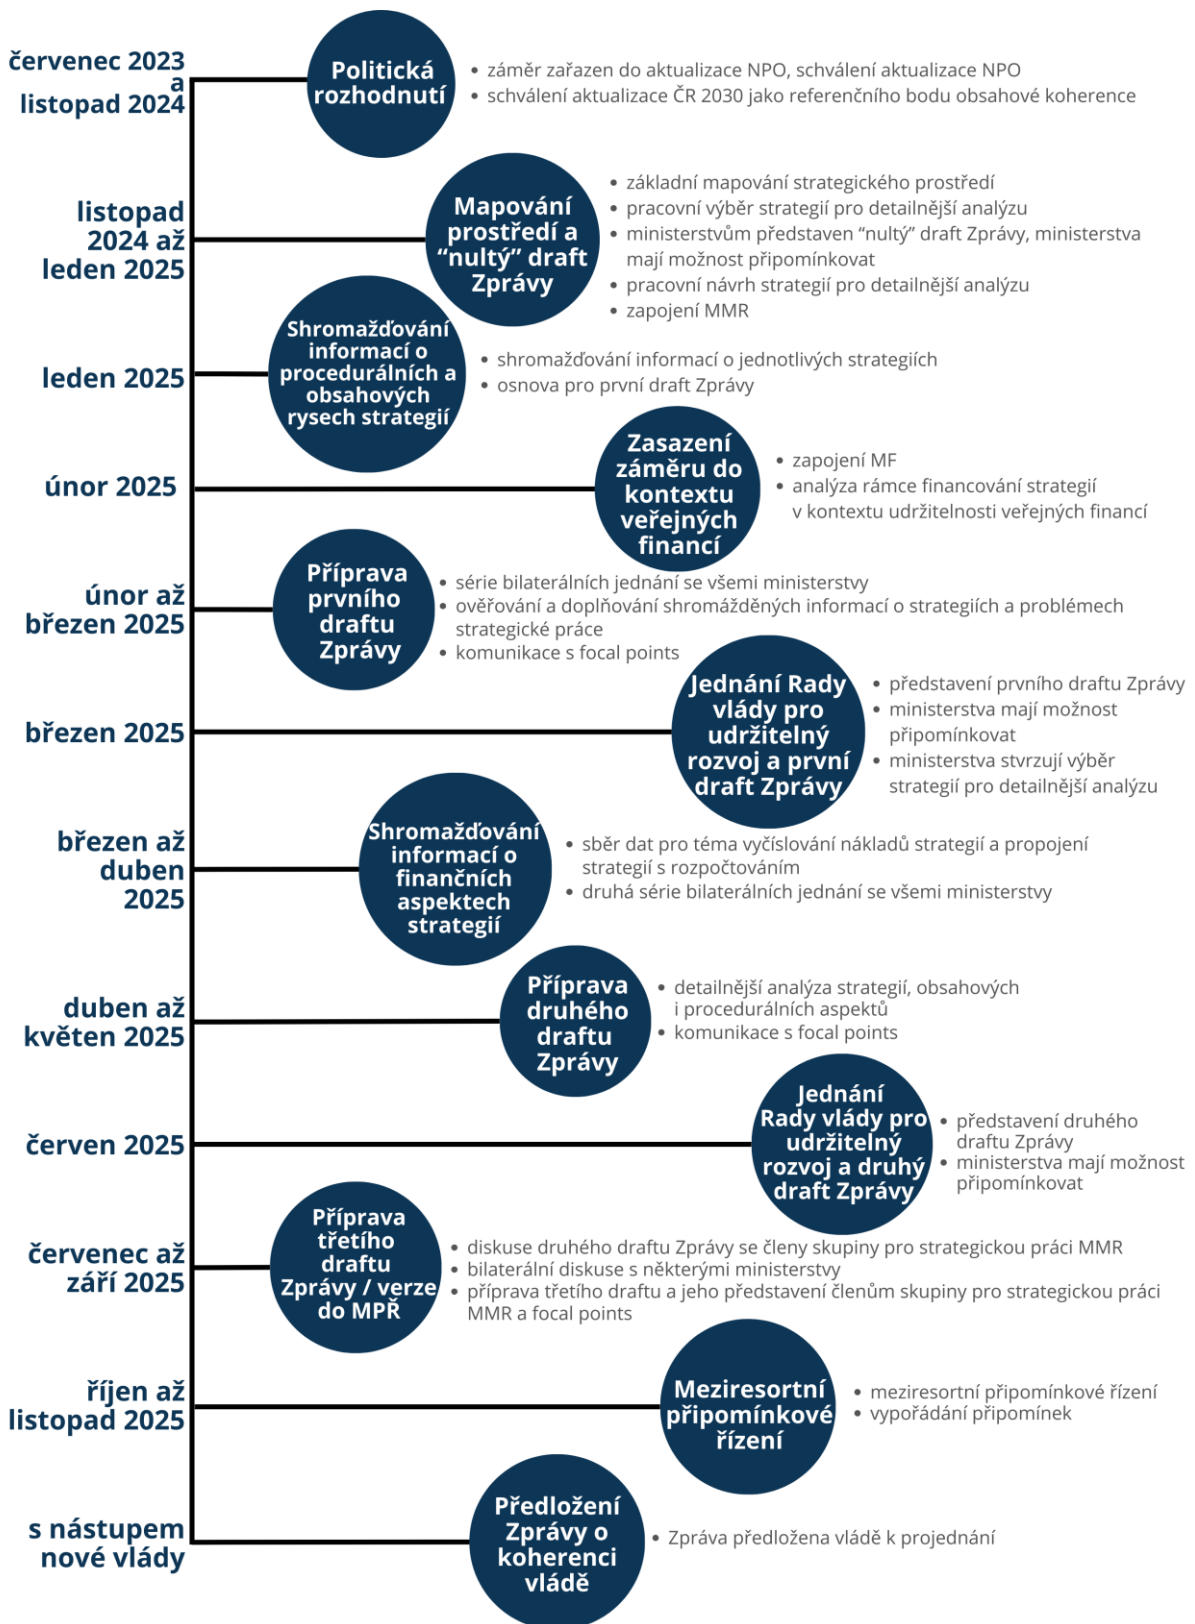 červenec 2023
a
listopad 2024
Politická
rozhodnutí
• záměr zařazen do aktualizace NPO, schválení aktualizace NPO
• schválení aktualizace ČR 2030 jako referenčního bodu obsahové koherence
listopad
2024 až
leden 2025
Mapování
prostředí a
“nultý” draft
Zprávy
• základní mapování strategického prostředí
• pracovní výběr strategií pro detailnější analýzu
• ministerstvům představen “nultý” draft Zprávy, ministerstva
mají možnost připomínkovat
• pracovní návrh strategií pro detailnější analýzu
• zapojení MMR
leden 2025
Shromažďování
informací o
procedurálních a
obsahových
rysech strategií
• shromažďování informací o jednotlivých strategiích
• osnova pro první draft Zprávy
únor 2025
Zasazení
záměru do
kontextu
veřejných
financí
• zapojení MF
• analýza rámce financování strategií
v kontextu udržitelnosti veřejných financí
únor až
březen 2025
Příprava
prvního
draftu
Zprávy
• série bilaterálních jednání se všemi ministerstvy
• ověřování a doplňování shromážděných informací o strategiích a problémech
strategické práce
• komunikace s focal points
březen 2025
Jednání Rady
vlády pro
udržitelný
rozvoj a první
draft Zprávy
• představení prvního draftu Zprávy
• ministerstva mají možnost
připomínkovat
• ministerstva stvrzují výběr
strategií pro detailnější analýzu
březen až
duben
2025
Shromažďování
informací o
finančních
aspektech
strategií
• sběr dat pro téma vyčíslování nákladů strategií a propojení
strategií s rozpočtováním
• druhá série bilaterálních jednání se všemi ministerstvy
duben až
květen 2025
Příprava
druhého
draftu
Zprávy
• detailnější analýza strategií, obsahových
i procedurálních aspektů
• komunikace s focal points
červen 2025
Jednání
Rady vlády pro
udržitelný
rozvoj a druhý
draft Zprávy
• představení druhého
draftu Zprávy
• ministerstva mají možnost
připomínkovat
červenec až
září 2025
Příprava
třetího
draftu
Zprávy / verze
do MPŘ
• diskuse druhého draftu Zprávy se členy skupiny pro strategickou práci MMR
• bilaterální diskuse s některými ministerstvy
• příprava třetího draftu a jeho představení členům skupiny pro strategickou práci
MMR a focal points
říjen až
listopad 2025
Meziresortní
připomínkové
řízení
• meziresortní připomínkové řízení
• vypořádání připomínek
s nástupem
nové vlády
Předložení
Zprávy o
koherenci
vládě
• Zpráva předložena vládě k projednání